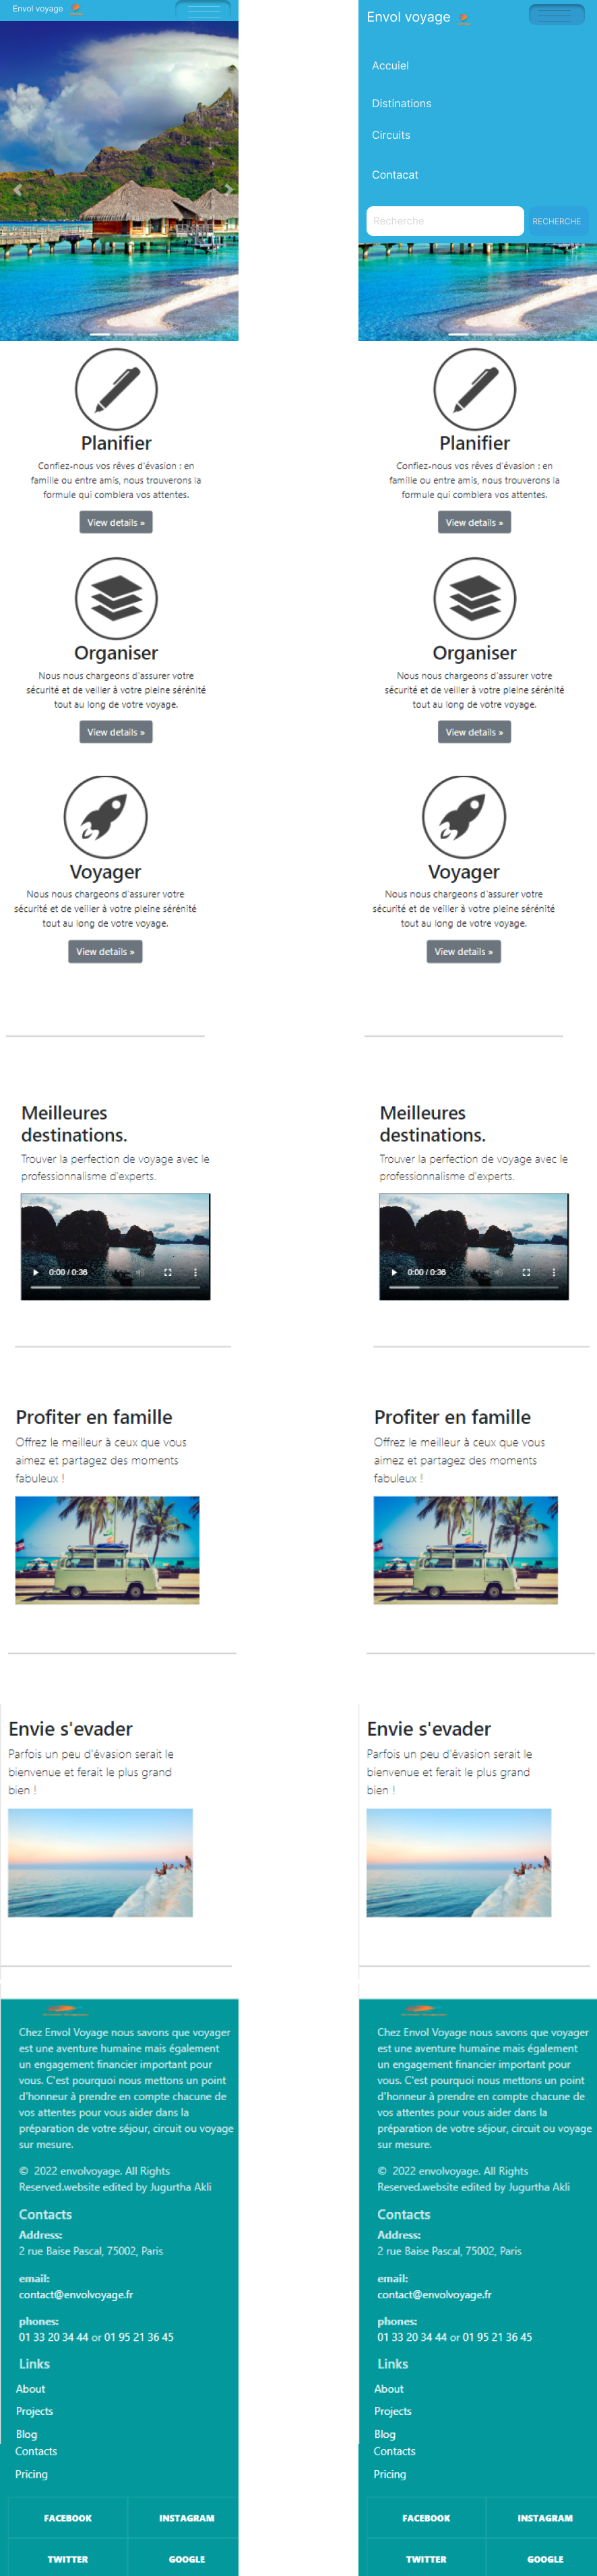 Envol voyage
Planifier
Confiez-nous vos rêves d'évasion : en
famille ou entre amis, nous trouverons la
formule qui comblera vos attentes.
View details »
Organiser
Nous nous chargeons d'assurer votre
sécurité et de veiller à votre pleine sérénité
tout au long de votre voyage.
View details »
Voyager
Nous nous chargeons d'assurer votre
sécurité et de veiller à votre pleine sérénité
tout au long de votre voyage.
View details »
Meilleures
destinations.
Trouver la perfection de voyage avec le
professionnalisme d'experts.
0:00 / 0:36
Profiter en famille
Offrez le meilleur à ceux que vous
aimez et partagez des moments
fabuleux !
Envie s'evader
Parfois un peu d'évasion serait le
bienvenue et ferait le plus grand
bien !
Chez Envol Voyage nous savons que voyager
est une aventure humaine mais également
un engagement financier important pour
vous. C'est pourquoi nous mettons un point
d'honneur à prendre en compte chacune de
vos attentes pour vous aider dans la
préparation de votre séjour, circuit ou voyage
sur mesure.
© 2022 envolvoyage. All Rights
Reserved.website edited by Jugurtha Akli
Contacts
Address:
2 rue Baise Pascal, 75002, Paris
email:
contact@envolvoyage.fr
phones:
01 33 20 34 44 or 01 95 21 36 45
Links
About
Projects
Blog
Contacts
Pricing
FACEBOOK INSTAGRAM
TWITTER GOOGLE
Envol voyage
Accuiel
Distinations
Circuits
Contacat
Recherche RECHERCHE
Planifier
Confiez-nous vos rêves d'évasion : en
famille ou entre amis, nous trouverons la
formule qui comblera vos attentes.
View details »
Organiser
Nous nous chargeons d'assurer votre
sécurité et de veiller à votre pleine sérénité
tout au long de votre voyage.
View details »
Voyager
Nous nous chargeons d'assurer votre
sécurité et de veiller à votre pleine sérénité
tout au long de votre voyage.
View details »
Meilleures
destinations.
Trouver la perfection de voyage avec le
professionnalisme d'experts.
0:00 / 0:36
Profiter en famille
Offrez le meilleur à ceux que vous
aimez et partagez des moments
fabuleux !
Envie s'evader
Parfois un peu d'évasion serait le
bienvenue et ferait le plus grand
bien !
Chez Envol Voyage nous savons que voyager
est une aventure humaine mais également
un engagement financier important pour
vous. C'est pourquoi nous mettons un point
d'honneur à prendre en compte chacune de
vos attentes pour vous aider dans la
préparation de votre séjour, circuit ou voyage
sur mesure.
© 2022 envolvoyage. All Rights
Reserved.website edited by Jugurtha Akli
Contacts
Address:
2 rue Baise Pascal, 75002, Paris
email:
contact@envolvoyage.fr
phones:
01 33 20 34 44 or 01 95 21 36 45
Links
About
Projects
Blog
Contacts
Pricing
FACEBOOK INSTAGRAM
TWITTER GOOGLE